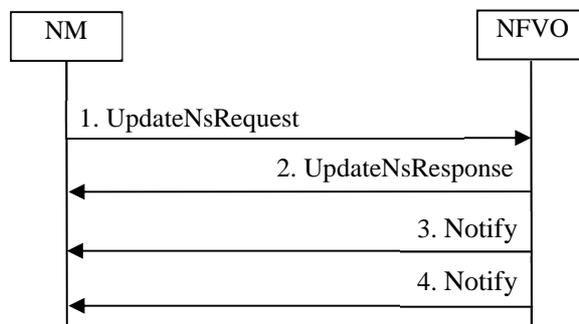 NM
NFVO
1. UpdateNsRequest
2. UpdateNsResponse
3. Notify
4. Notify